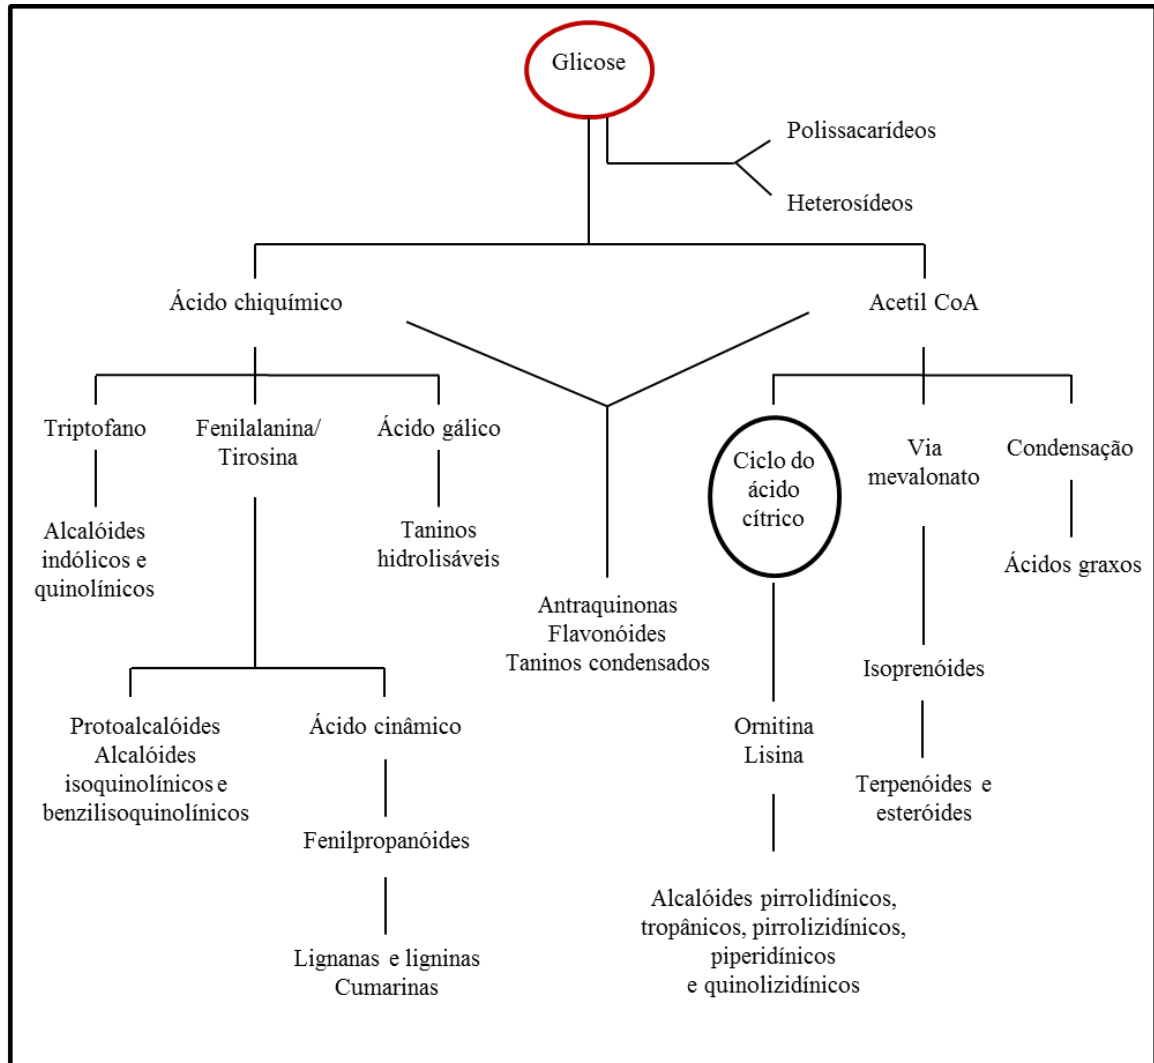 Glicose
Polissacarídeos
Heterosídeos
Ácido chiquímico
Acetil CoA
Triptofano
Fenilalanina/
Tirosina
Ácido gálico
Ciclo do
ácido
cítrico
Via
mevalonato
Condensação
Alcalóides
indólicos e
quinolínicos
Taninos
hidrolisáveis
Antraquinonas
Flavonóides
Taninos condensados
Ácidos graxos
Isoprenóides
Protoalcalóides
Alcalóides
isoquinolínicos e
benzilisoquinolínicos
Ácido cinâmico
Ornitina
Lisina
Terpenóides e
esteróides
Fenilpropanóides
Alcalóides pirrolidínicos,
tropânicos, pirrolizidínicos,
piperidínicos
e quinolizidínicos
Lignanas e ligninas
Cumarinas